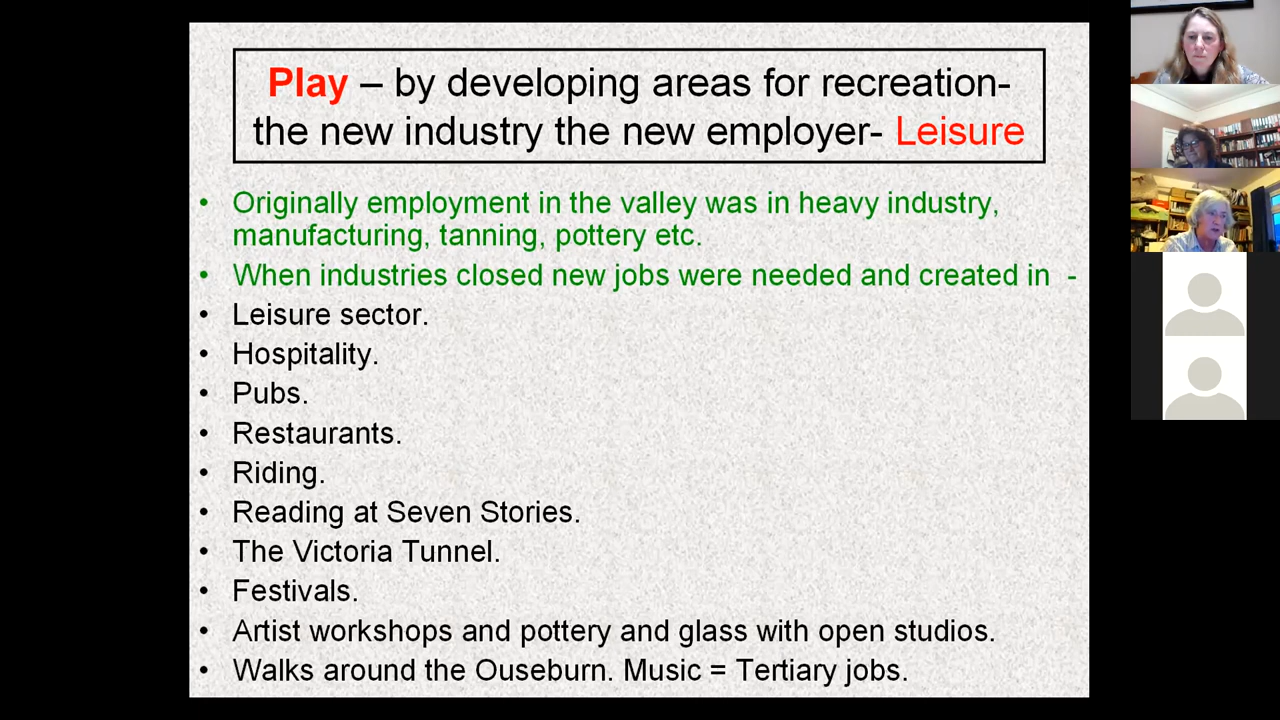 Play – by developing areas for recreation-
the new industry the new employer- Leisure
• Originally employment in the valley was in heavy industry,
manufacturing, tanning, pottery etc.
• When industries closed new jobs were needed and created in -
• Leisure sector.
• Hospitality.
• Pubs.
• Restaurants.
• Riding.
• Reading at Seven Stories.
• The Victoria Tunnel.
• Festivals.
• Artist workshops and pottery and glass with open studios.
• Walks around the Ouseburn. Music = Tertiary jobs.